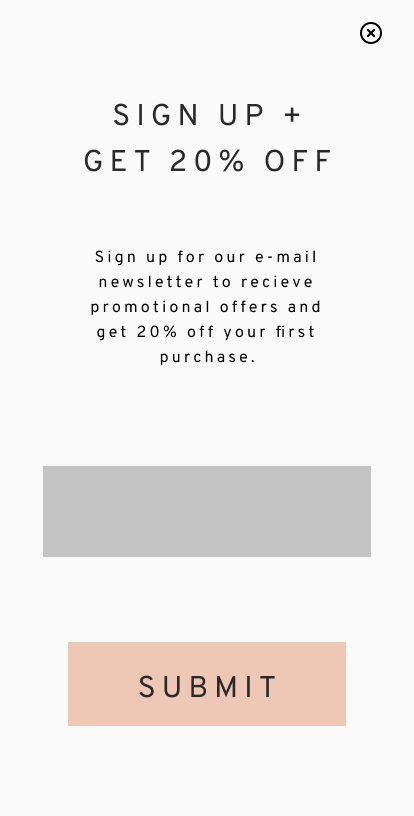 SIGN UP +
GET 20% OFF
Sign up for our e-mail
newsletter to recieve
promotional offers and
get 20% off your first
purchase.
SUBMIT